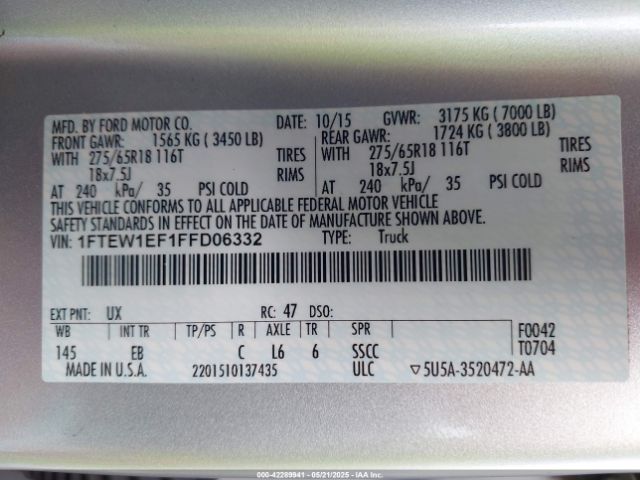 MFD. BY FORD MOTOR CO. DATE: 10/15 GVWR: 3175 KG ( 7000 LB)
FRONT GAWR: 1565 KG ( 3450 LB) REAR GAWR: 1724 KG ( 3800 LB)
WITH 275/65R18 116T TIRES WITH 275/65R18 116T TIRES
18x7.5J RIMS 18x7.5J RIMS
AT 240 kPa/ 35 PSI COLD AT 240 kPa/ 35 PSI COLD
THIS VEHICLE CONFORMS TO ALL APPLICABLE FEDERAL MOTOR VEHICLE
SAFETY STANDARDS IN EFFECT ON THE DATE OF MANUFACTURE SHOWN ABOVE.
VIN: 1FTEW1EF1FFD06332 TYPE: Truck
EXT PNT: UX RC: 47 DSO:
WB INT TR TP/PS R AXLE TR SPR F0042
145 EB C L6 6 SSCC T0704
MADE IN U.S.A. 2201510137435 ULC ▽5U5A-3520472-AA
000-42289941 - 05/21/2025 - IAAI.COM